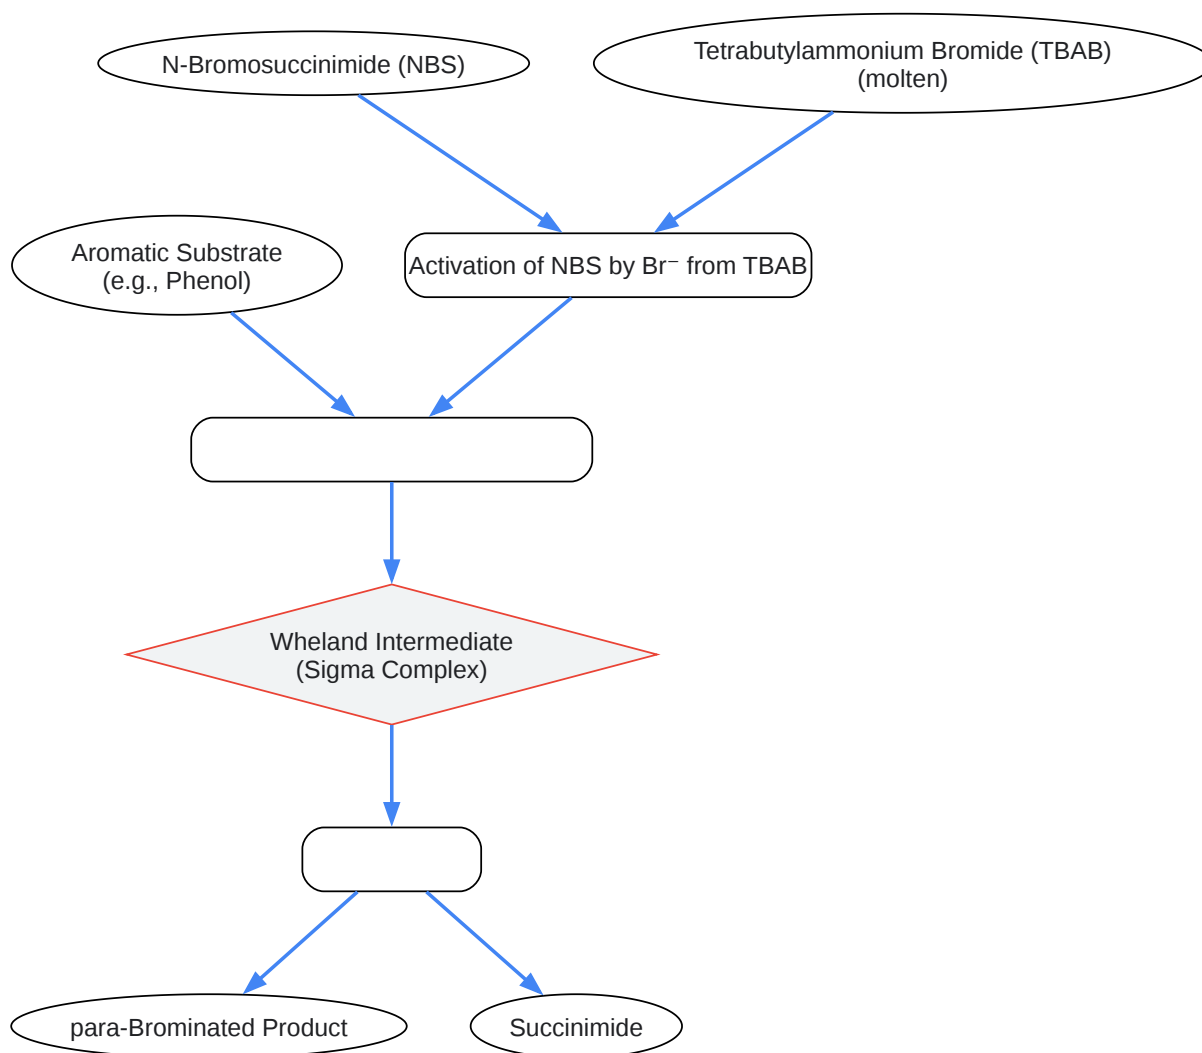 N-Bromosuccinimide (NBS)
Tetrabutylammonium Bromide (TBAB)
(molten)
Aromatic Substrate
(e.g., Phenol)
Activation of NBS by Br⁻ from TBAB
Wheland Intermediate
(Sigma Complex)
para-Brominated Product
Succinimide